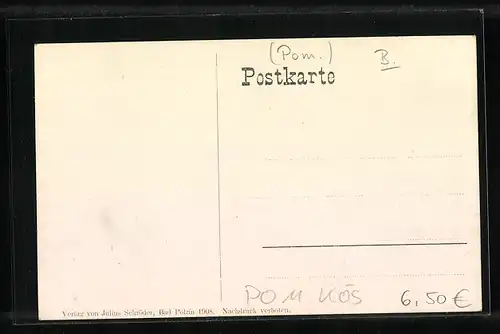 (Pom.)
B.
Postkarte
POM KÖS
6,50 €
Verlag von Julius Schröder, Bad Polzin 1908. Nachdruck verboten.